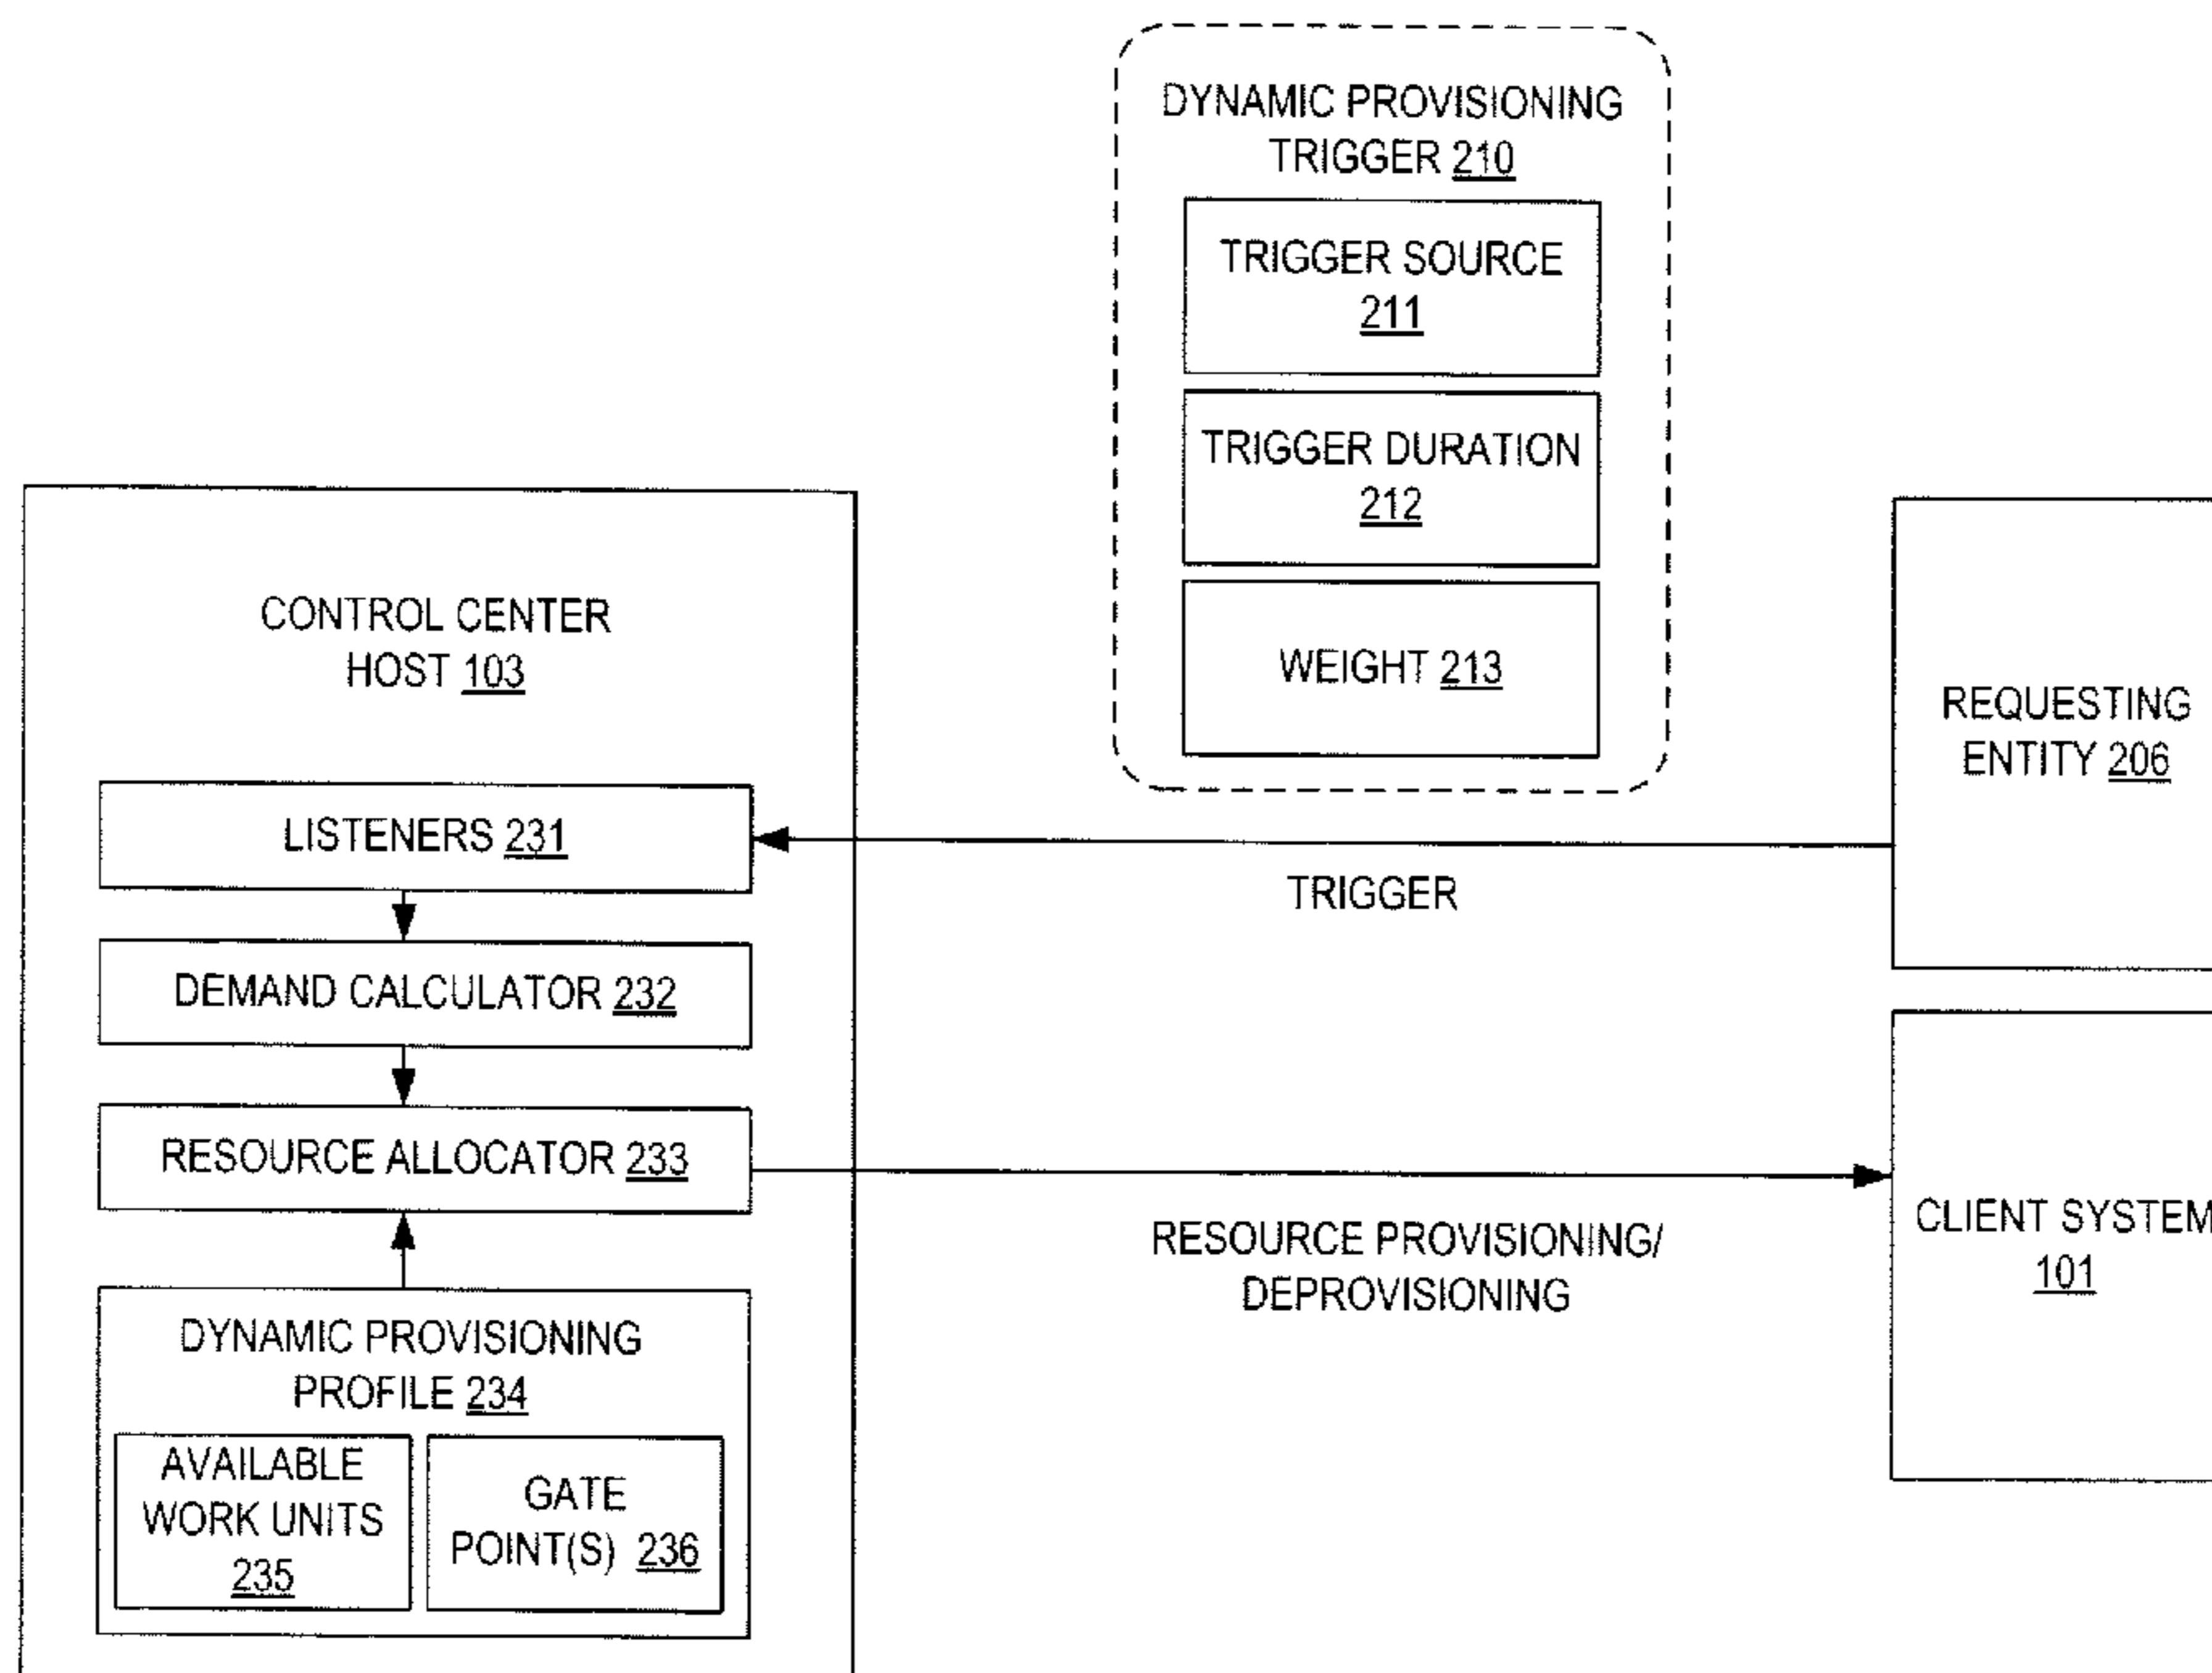 DYNAMIC PROVISIONING
TRIGGER 210
TRIGGER SOURCE
211
TRIGGER DURATION
212
WEIGHT 213
CONTROL CENTER
HOST 103
REQUESTING
ENTITY 206
LISTENERS 231
TRIGGER
DEMAND CALCULATOR 232
RESOURCE ALLOCATOR 233
RESOURCE PROVISIONING/
DEPROVISIONING
CLIENT SYSTEM
101
DYNAMIC PROVISIONING
PROFILE 234
AVAILABLE
WORK UNITS
235
GATE
POINT(S) 236